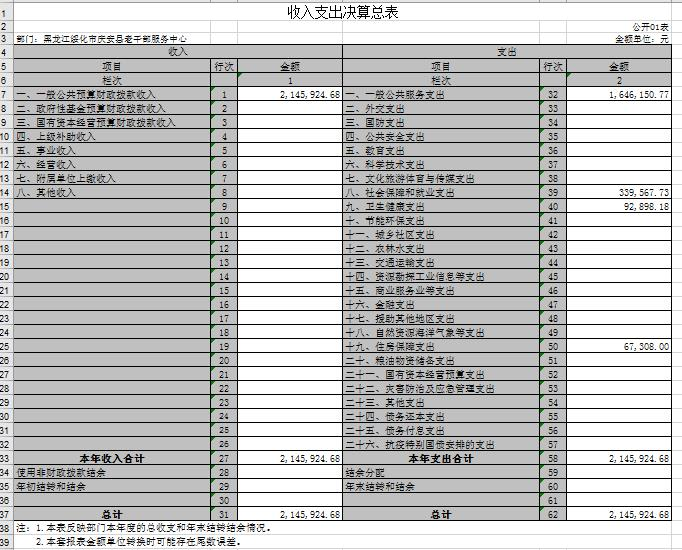 收入支出决算总表
公开01表
部门：黑龙江绥化市庆安县老干部服务中心 金额单位：元
收入 支出
项目 行次 金额 项目 行次 金额
栏次 1 栏次 2
一、一般公共预算财政拨款收入 1 2,145,924.68 一、一般公共服务支出 32 1,646,150.77
二、政府性基金预算财政拨款收入 2 二、外交支出 33
三、国有资本经营预算财政拨款收入 3 三、国防支出 34
四、上级补助收入 4 四、公共安全支出 35
五、事业收入 5 五、教育支出 36
六、经营收入 6 六、科学技术支出 37
七、附属单位上缴收入 7 七、文化旅游体育与传媒支出 38
八、其他收入 8 八、社会保障和就业支出 39 339,567.73
9 九、卫生健康支出 40 92,898.18
10 十、节能环保支出 41
11 十一、城乡社区支出 42
12 十二、农林水支出 43
13 十三、交通运输支出 44
14 十四、资源勘探工业信息等支出 45
15 十五、商业服务业等支出 46
16 十六、金融支出 47
17 十七、援助其他地区支出 48
18 十八、自然资源海洋气象等支出 49
19 十九、住房保障支出 50 67,308.00
20 二十、粮油物资储备支出 51
21 二十一、国有资本经营预算支出 52
22 二十二、灾害防治及应急管理支出 53
23 二十三、其他支出 54
24 二十四、债务还本支出 55
25 二十五、债务付息支出 56
26 二十六、抗疫特别国债安排的支出 57
本年收入合计 27 2,145,924.68 本年支出合计 58 2,145,924.68
使用非财政拨款结余 28 结余分配 59
年初结转和结余 29 年末结转和结余 60
30 61
总计 31 2,145,924.68 总计 62 2,145,924.68
注：1.本表反映部门本年度的总收支和年末结转结余情况。
2.本套报表金额单位转换时可能存在尾数误差。